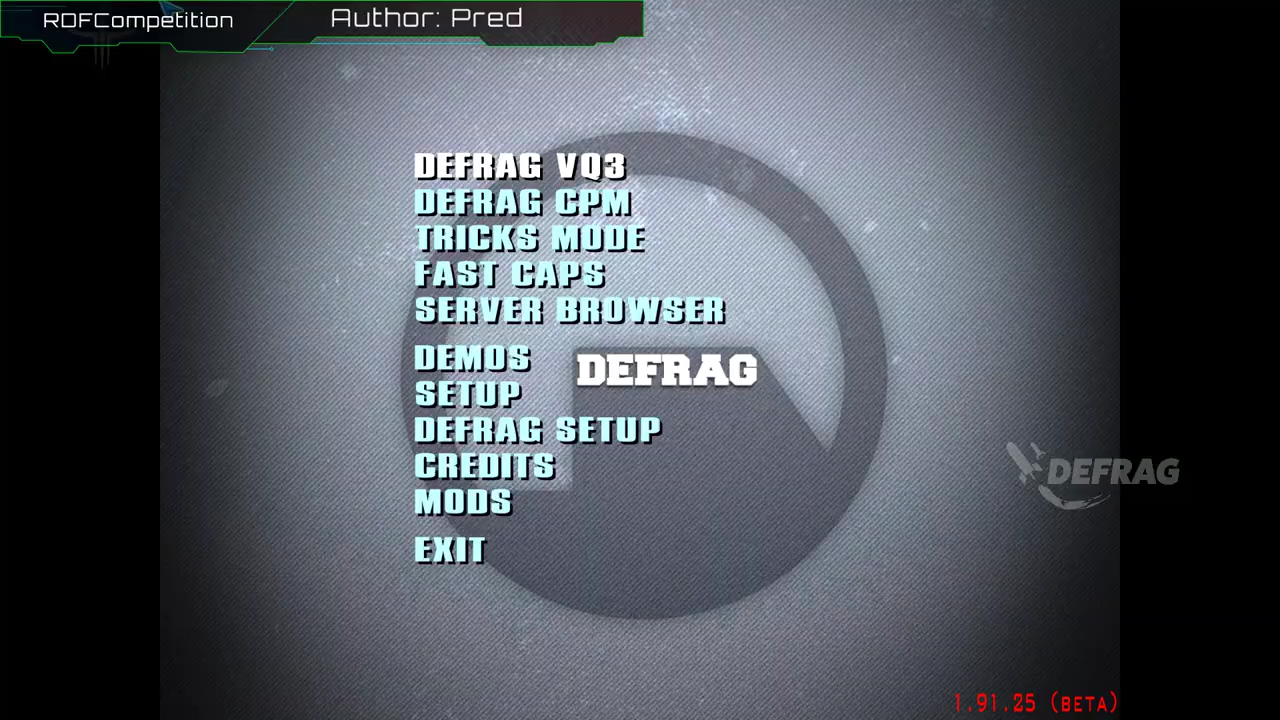 RDFCompetition
Author: Pred
DEFRAG VQ3
DEFRAG CPM
TRICKS MODE
FAST CAPS
SERVER BROWSER
DEMOS
DEFRAG
SETUP
DEFRAG SETUP
CREDITS
DEFRAG
MODS
EXIT
1.91.25 (BETA)